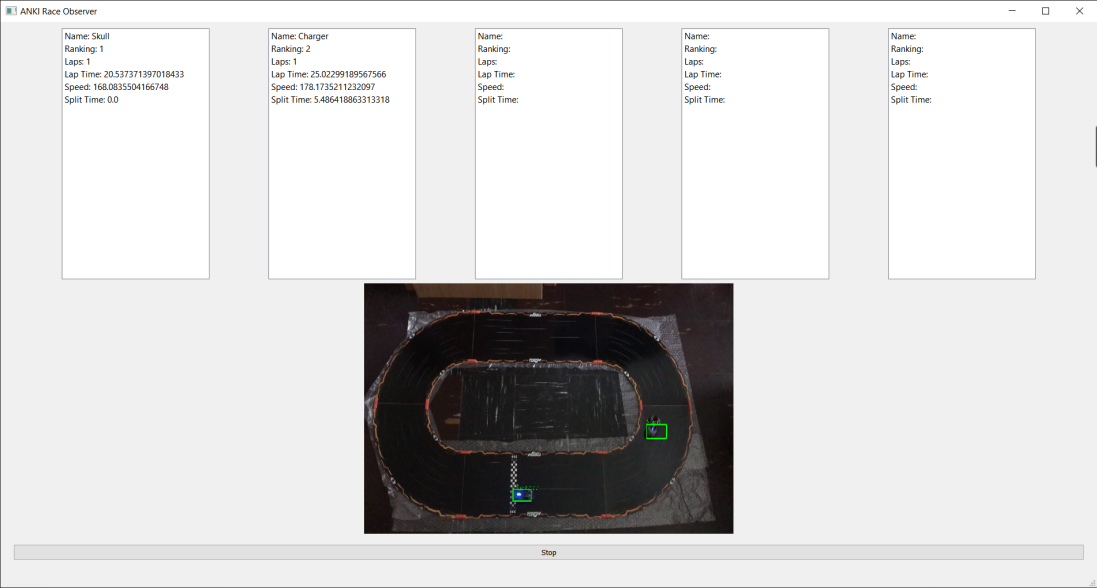 ANKI Race Observer
Name: Skull
Ranking: 1
Laps: 1
Lap Time: 20.537371397018433
Speed: 168.0835504166748
Split Time: 0.0
Name: Charger
Ranking: 2
Laps: 1
Lap Time: 25.02299189567566
Speed: 178.1735211232097
Split Time: 5.486418863313318
Name:
Ranking:
Laps:
Lap Time:
Speed:
Split Time:
Name:
Ranking:
Laps:
Lap Time:
Speed:
Split Time:
Name:
Ranking:
Laps:
Lap Time:
Speed:
Split Time:
Stop